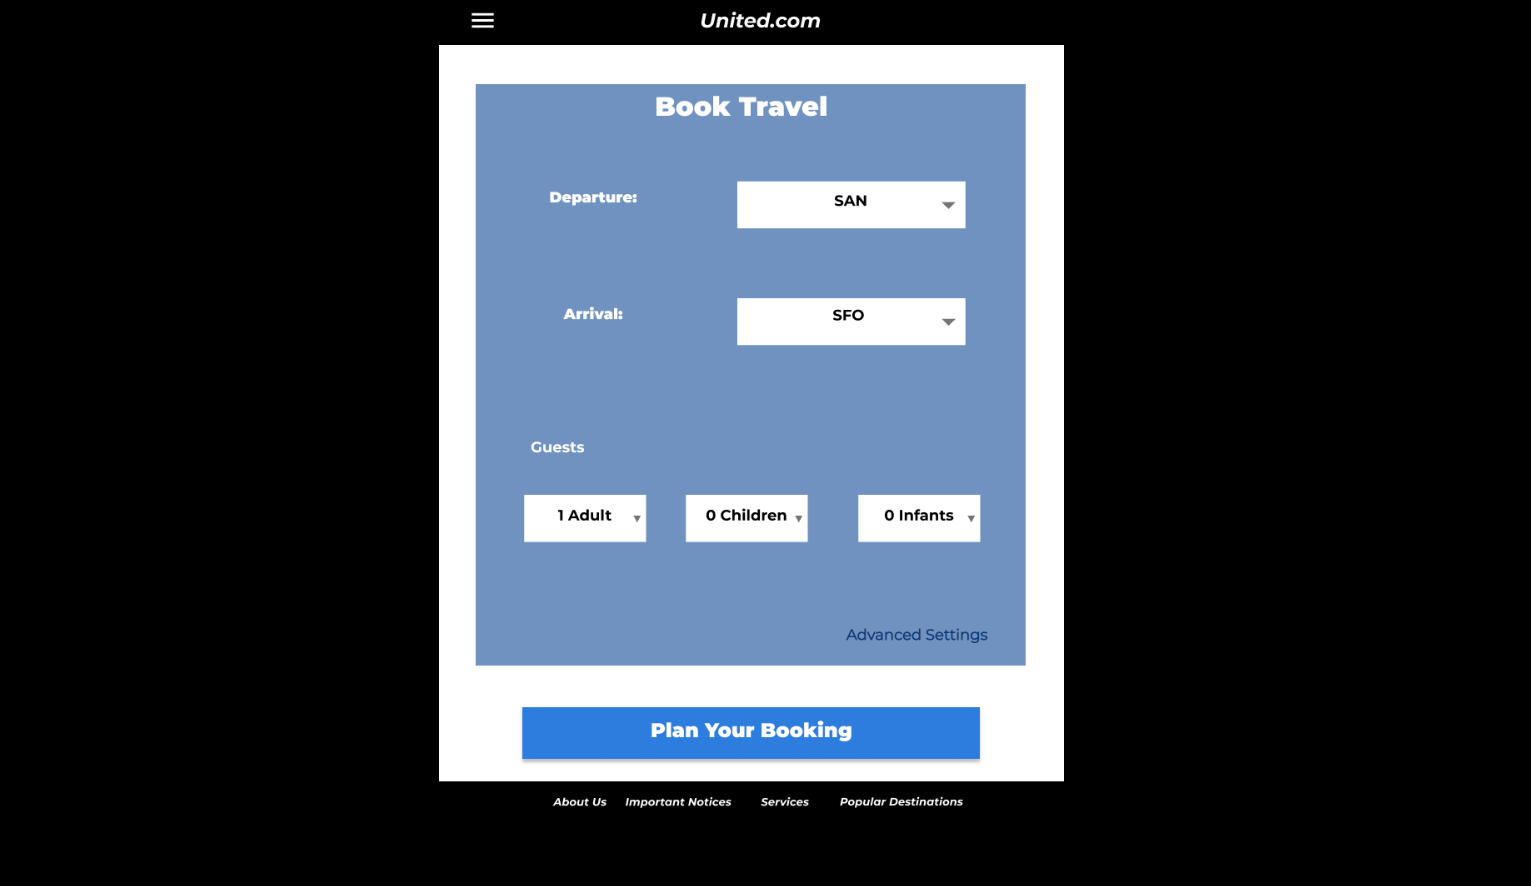 United.com
Book Travel
Departure:
SAN
Arrival:
SFO
Guests
1 Adult
0 Children
0 Infants
Advanced Settings
Plan Your Booking
About Us Important Notices Services Popular Destinations